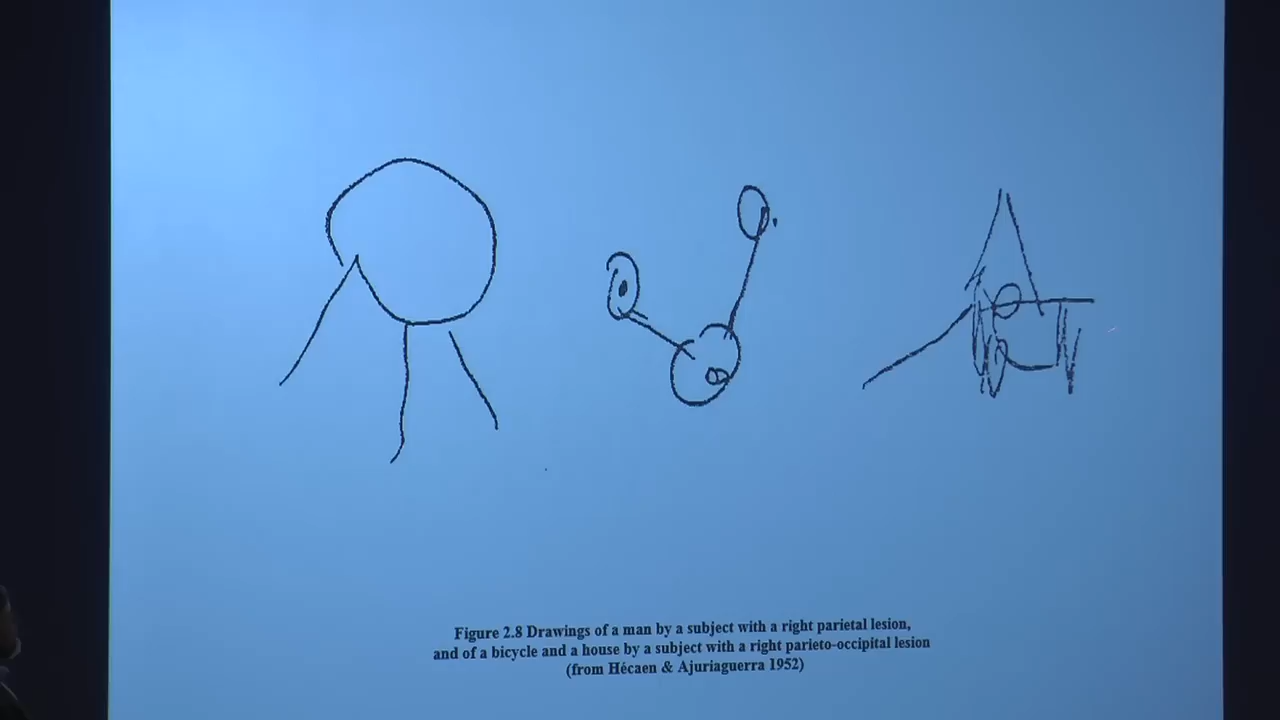 Figure 2.8 Drawings of a man by a subject with a right parietal lesion,
and of a bicycle and a house by a subject with a right parieto-occipital lesion
(from Hécaen & Ajuriaguerra 1952)